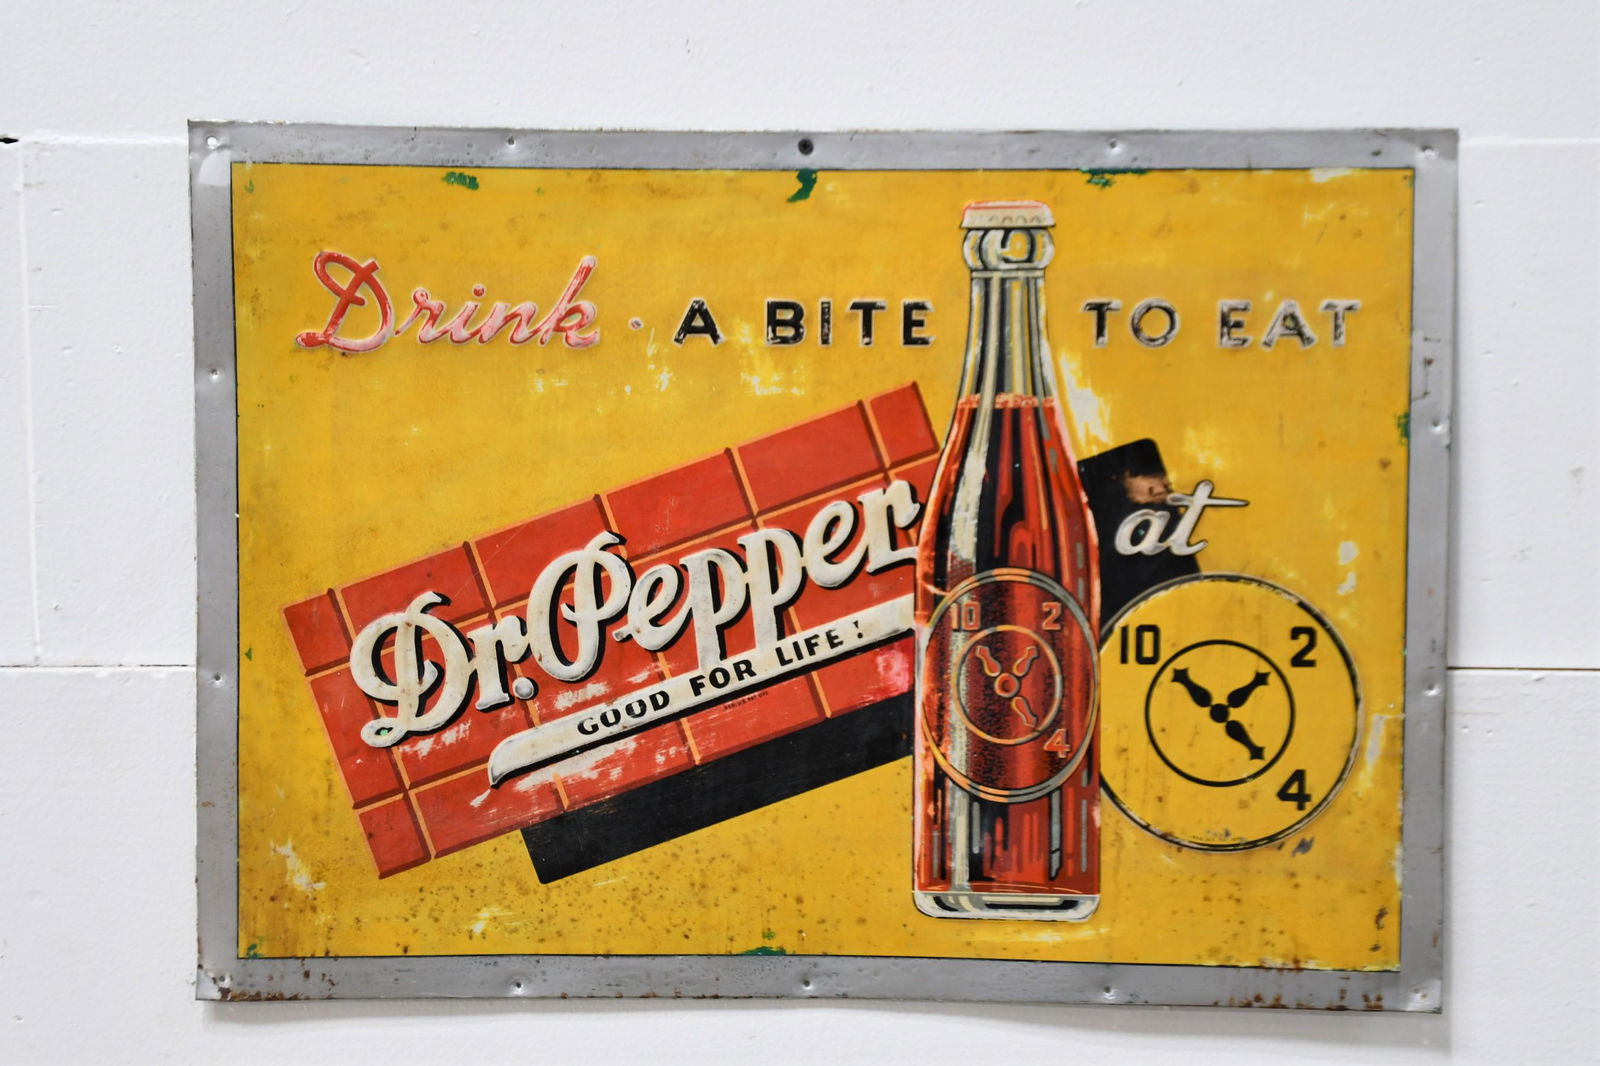 Drink · A BITE TO EAT
Dr. Pepper
GOOD FOR LIFE!
at
10 2
4
10 2
4